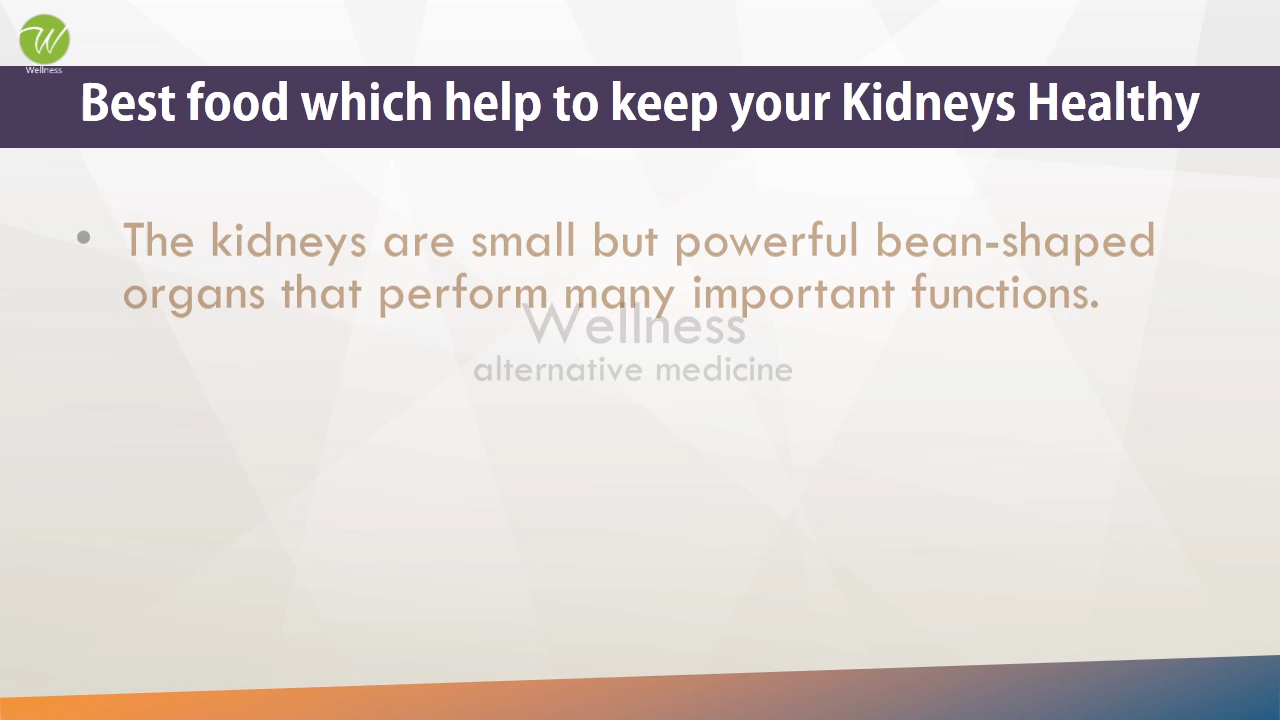 W
Wellness
Best food which help to keep your Kidneys Healthy
• The kidneys are small but powerful bean-shaped
organs that perform many important functions.
Wellness
alternative medicine